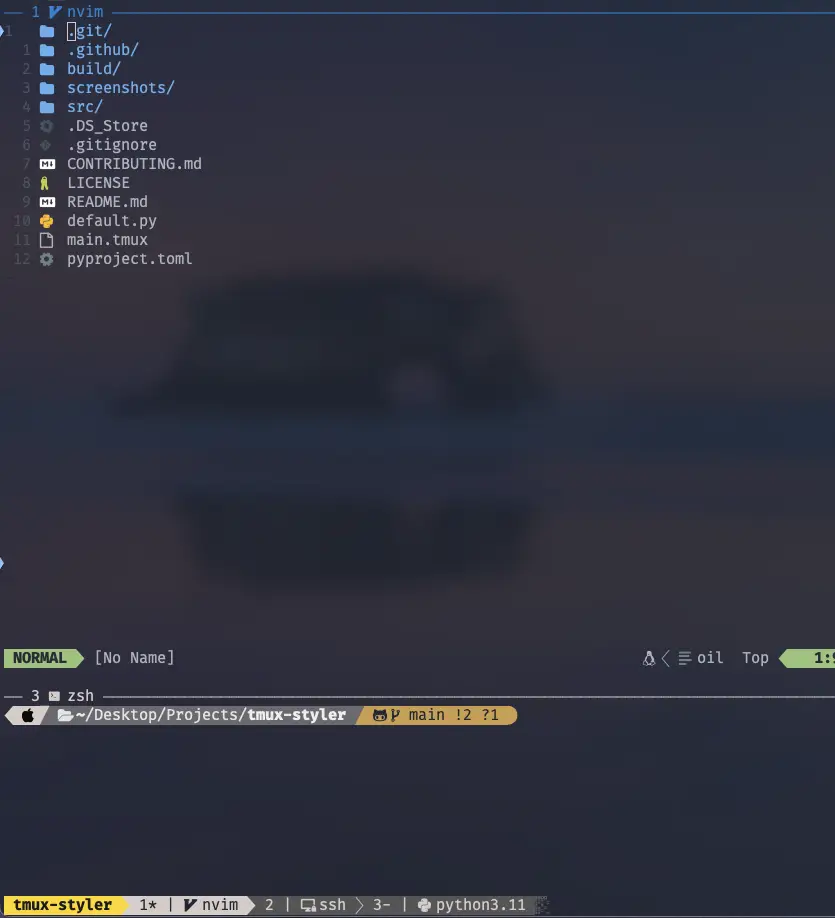 1 nvim
1 .git/
1 .github/
2 build/
3 screenshots/
4 src/
5 .DS_Store
6 .gitignore
7 CONTRIBUTING.md
8 LICENSE
9 README.md
10 default.py
11 main.tmux
12 pyproject.toml
NORMAL [No Name] oil Top 1:9
3 zsh
~/Desktop/Projects/tmux-styler main !2 ?1
tmux-styler 1* | nvim 2 | ssh 3- | python3.11